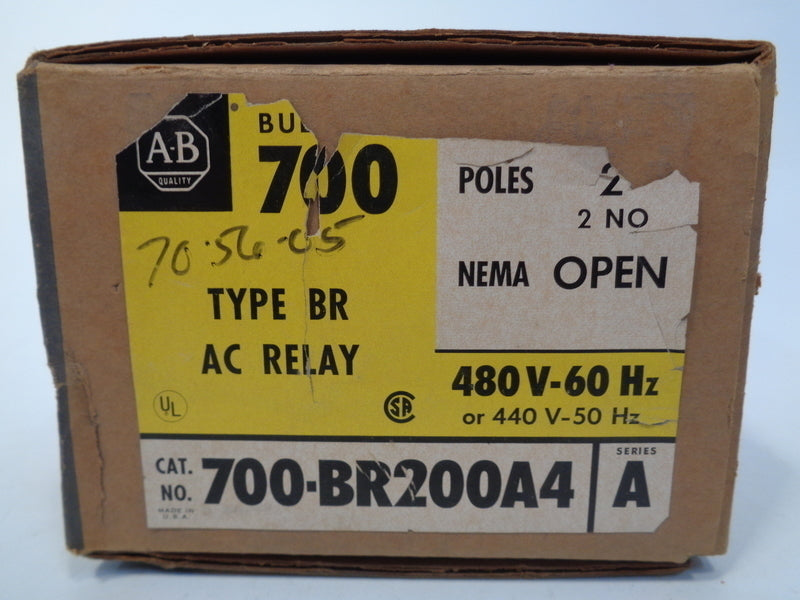 A-B
QUALITY
700
70-56-05
TYPE BR
AC RELAY
UL
POLES 2
2 NO
NEMA OPEN
480 V-60 Hz
or 440 V-50 Hz
SA
CAT. NO. 700-BR200A4
SERIES A
MADE IN U.S.A.